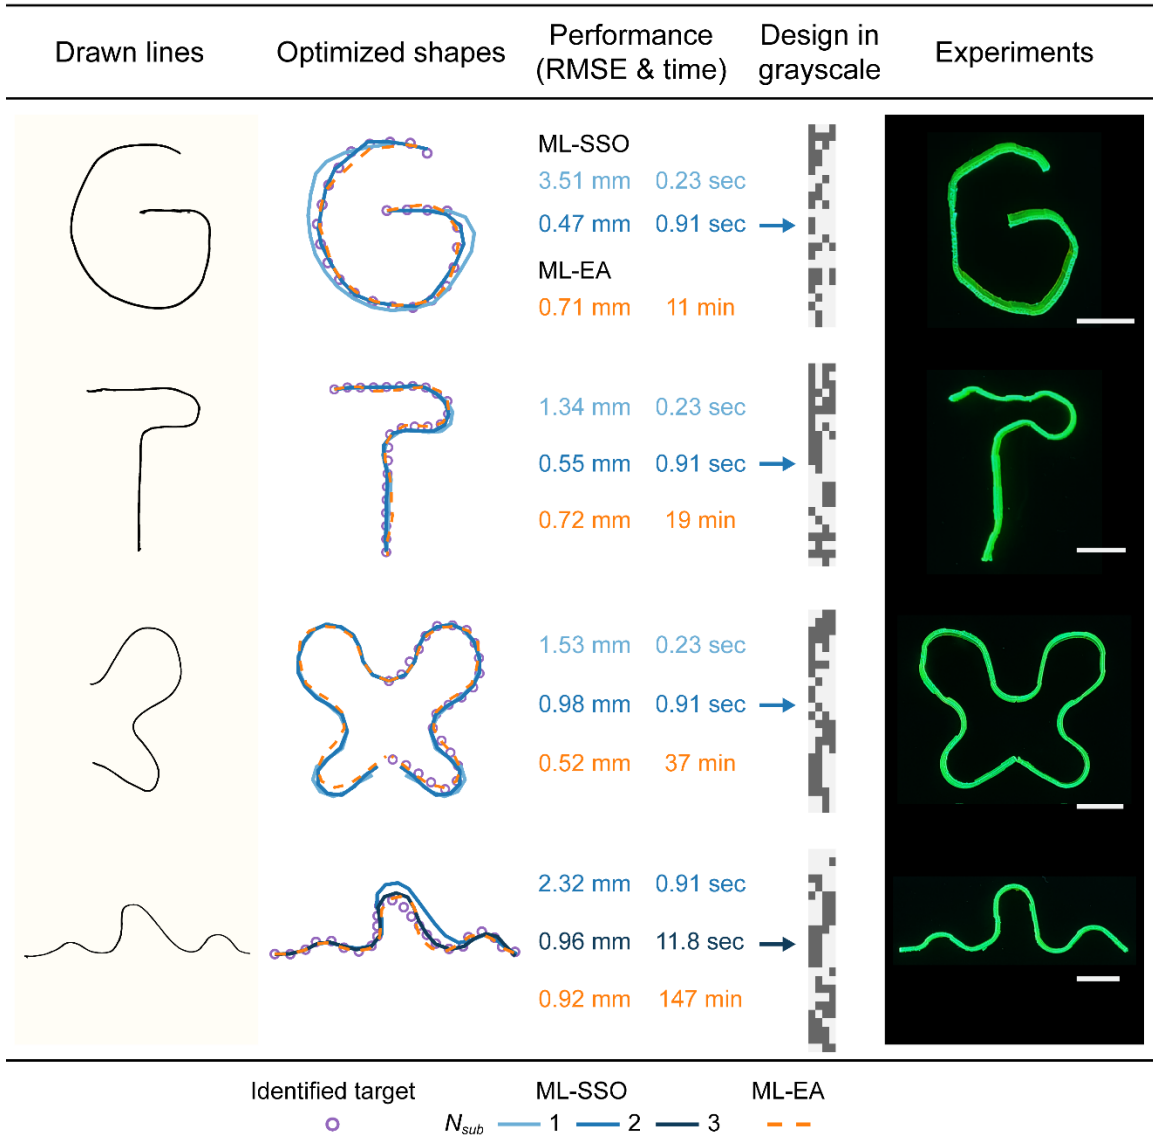 Drawn lines
Optimized shapes
Performance
(RMSE & time)
Design in
grayscale
Experiments
ML-SSO
3.51 mm 0.23 sec
0.47 mm 0.91 sec
ML-EA
0.71 mm 11 min
1.34 mm 0.23 sec
0.55 mm 0.91 sec
0.72 mm 19 min
1.53 mm 0.23 sec
0.98 mm 0.91 sec
0.52 mm 37 min
2.32 mm 0.91 sec
0.96 mm 11.8 sec
0.92 mm 147 min
Identified target ML-SSO ML-EA
N_sub 1 2 3